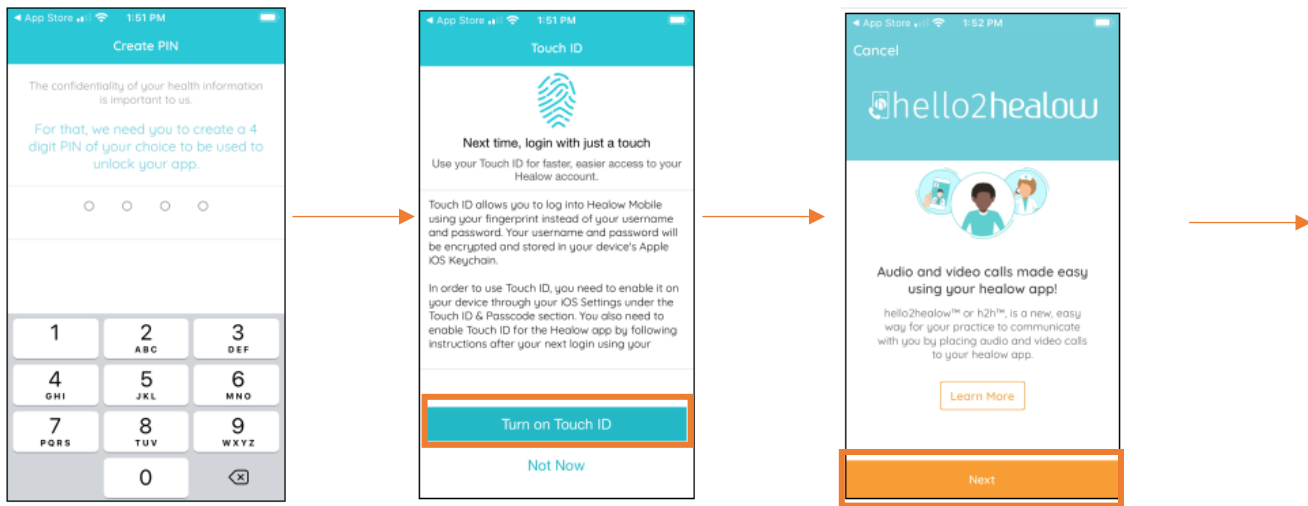 App Store 1:51 PM
Create PIN
The confidentiality of your health information
is important to us.
For that, we need you to create a 4
digit PIN of your choice to be used to
unlock your app.
1
2
ABC
3
DEF
4
GHI
5
JKL
6
MNO
7
PQRS
8
TUV
9
WXYZ
0
App Store 1:51 PM
Touch ID
Next time, login with just a touch
Use your Touch ID for faster, easier access to your
Healow account.
Touch ID allows you to log into Healow Mobile
using your fingerprint instead of your username
and password. Your username and password will
be encrypted and stored in your device's Apple
iOS Keychain.
In order to use Touch ID, you need to enable it on
your device through your iOS Settings under the
Touch ID & Passcode section. You also need to
enable Touch ID for the Healow app by following
instructions after your next login using your
Turn on Touch ID
Not Now
App Store 1:52 PM
Cancel
hello2healow
Audio and video calls made easy
using your healow app!
hello2healow™ or h2h™, is a new, easy
way for your practice to communicate
with you by placing audio and video calls
to your healow app.
Learn More
Next